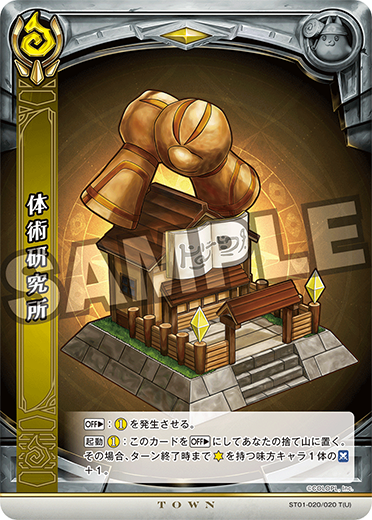 体術研究所
SAMPLE
OFF▶:を発生させる。
起動:このカードをOFF▶にしてあなたの捨て山に置く。
その場合、ターン終了時まで★を持つ味方キャラ1体の
+1。
©COLOPL, Inc.
TOWN
ST01-020/020 T(U)